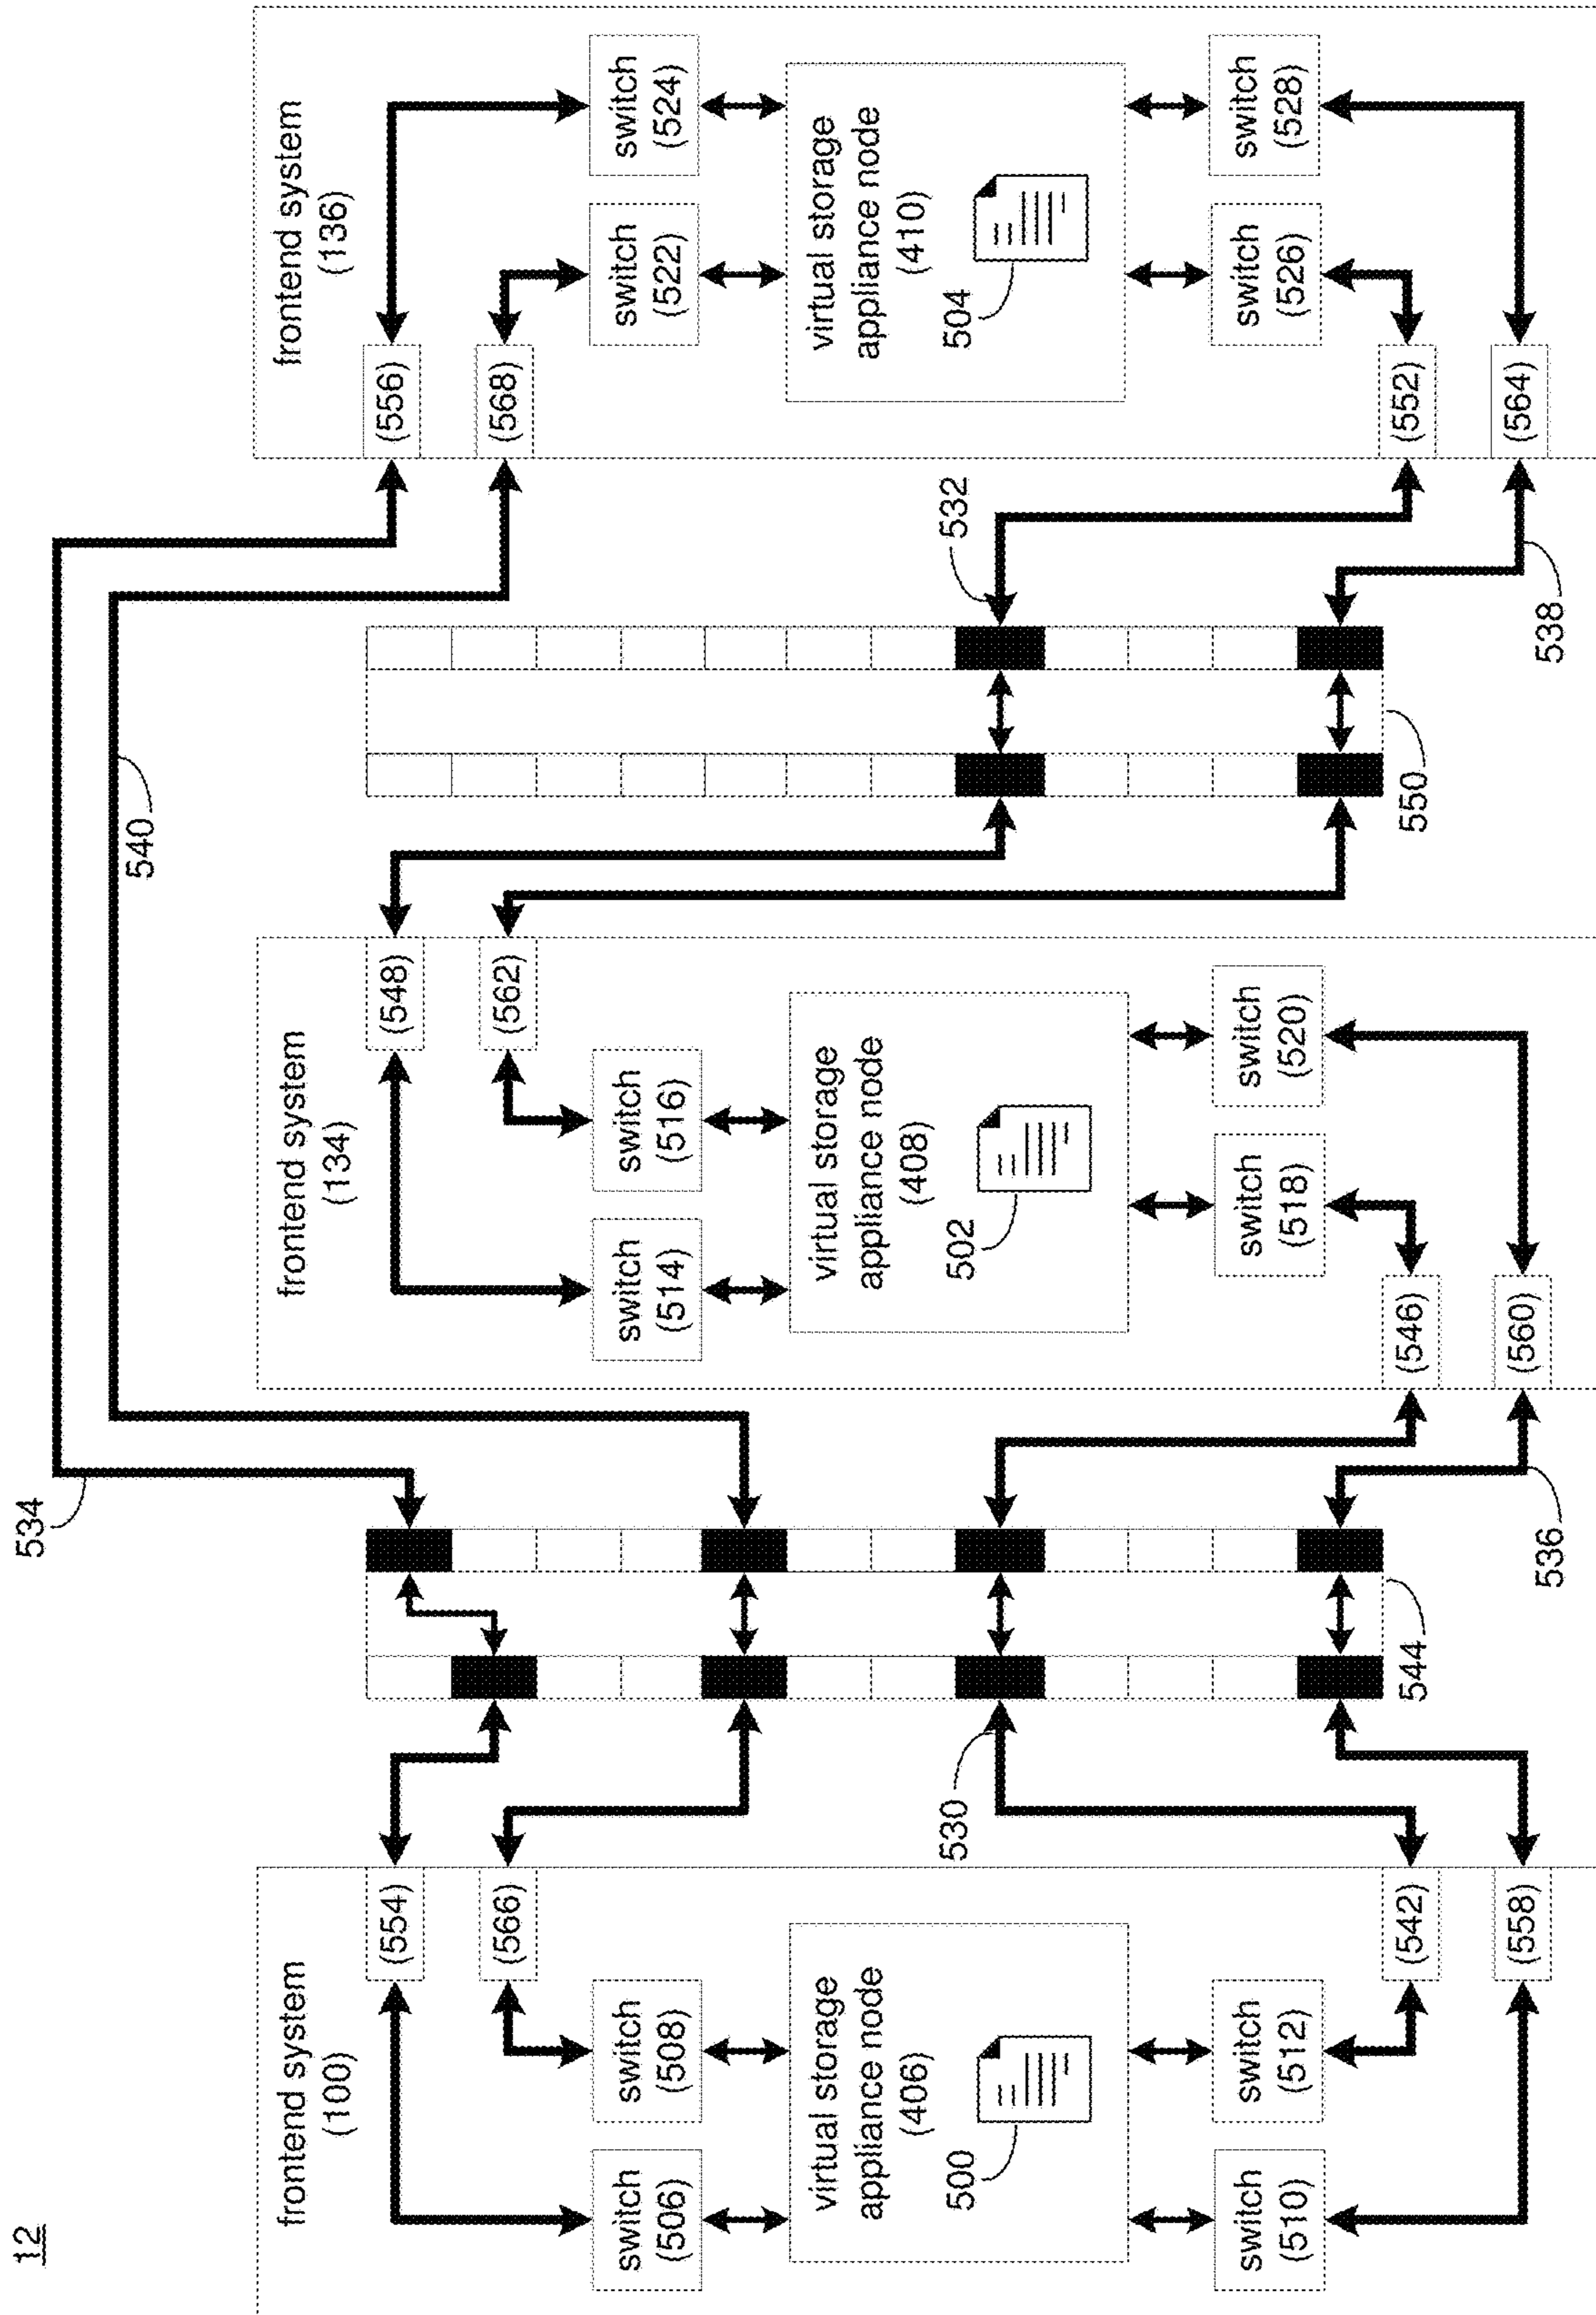 12
534
540
frontend system
(100)
(554)
(566)
switch
(506)
switch
(508)
virtual storage
appliance node
(406)
500
switch
(510)
switch
(512)
(542)
(558)
530
544
536
frontend system
(134)
(548)
(562)
switch
(514)
switch
(516)
virtual storage
appliance node
(408)
502
switch
(518)
switch
(520)
(546)
(560)
550
532
538
frontend system
(136)
(556)
(568)
switch
(522)
switch
(524)
virtual storage
appliance node
(410)
504
switch
(526)
switch
(528)
(552)
(564)